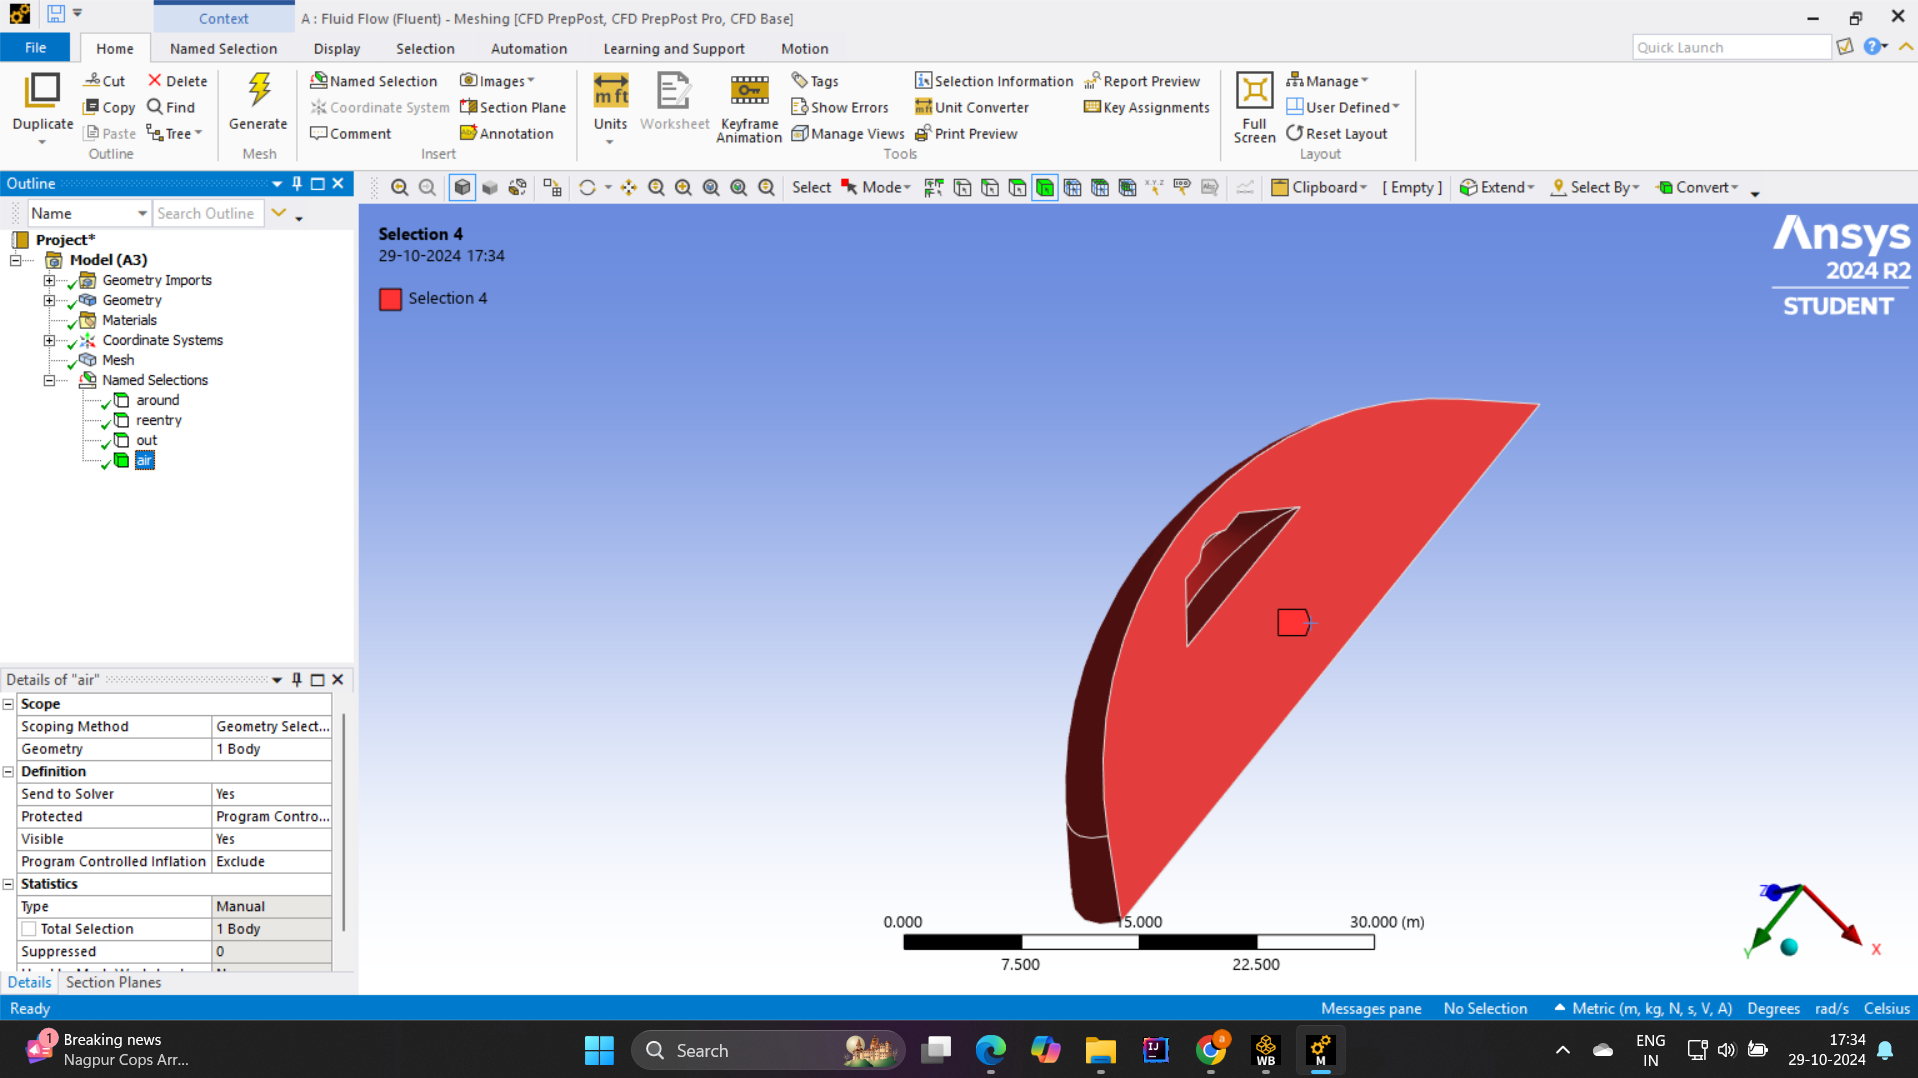 Context
A : Fluid Flow (Fluent) - Meshing [CFD PrepPost, CFD PrepPost Pro, CFD Base]
File Home Named Selection Display Selection Automation Learning and Support Motion
Quick Launch
Duplicate
Cut
Copy
Paste
Delete
Find
Tree
Outline
Generate
Mesh
Named Selection
Coordinate System
Comment
Images
Section Plane
Annotation
Insert
Units
Worksheet
Keyframe
Animation
Tags
Show Errors
Manage Views
Selection Information
Unit Converter
Print Preview
Report Preview
Key Assignments
Tools
Full
Screen
Manage
User Defined
Reset Layout
Layout
Outline
Name
Search Outline
Select Mode Clipboard [ Empty ] Extend Select By Convert
Project*
Model (A3)
Geometry Imports
Geometry
Materials
Coordinate Systems
Mesh
Named Selections
around
reentry
out
air
Selection 4
29-10-2024 17:34
Selection 4
Ansys
2024 R2
STUDENT
Details of "air"
Scope
Scoping Method Geometry Select...
Geometry 1 Body
Definition
Send to Solver Yes
Protected Program Contro...
Visible Yes
Program Controlled Inflation Exclude
Statistics
Type Manual
Total Selection 1 Body
Suppressed 0
Details Section Planes
0.000 15.000 30.000 (m)
7.500 22.500
Z
Y
X
Ready
Messages pane No Selection Metric (m, kg, N, s, V, A) Degrees rad/s Celsius
1
Breaking news
Nagpur Cops Arr...
Search
IJ
a
WB
M
ENG
IN
17:34
29-10-2024